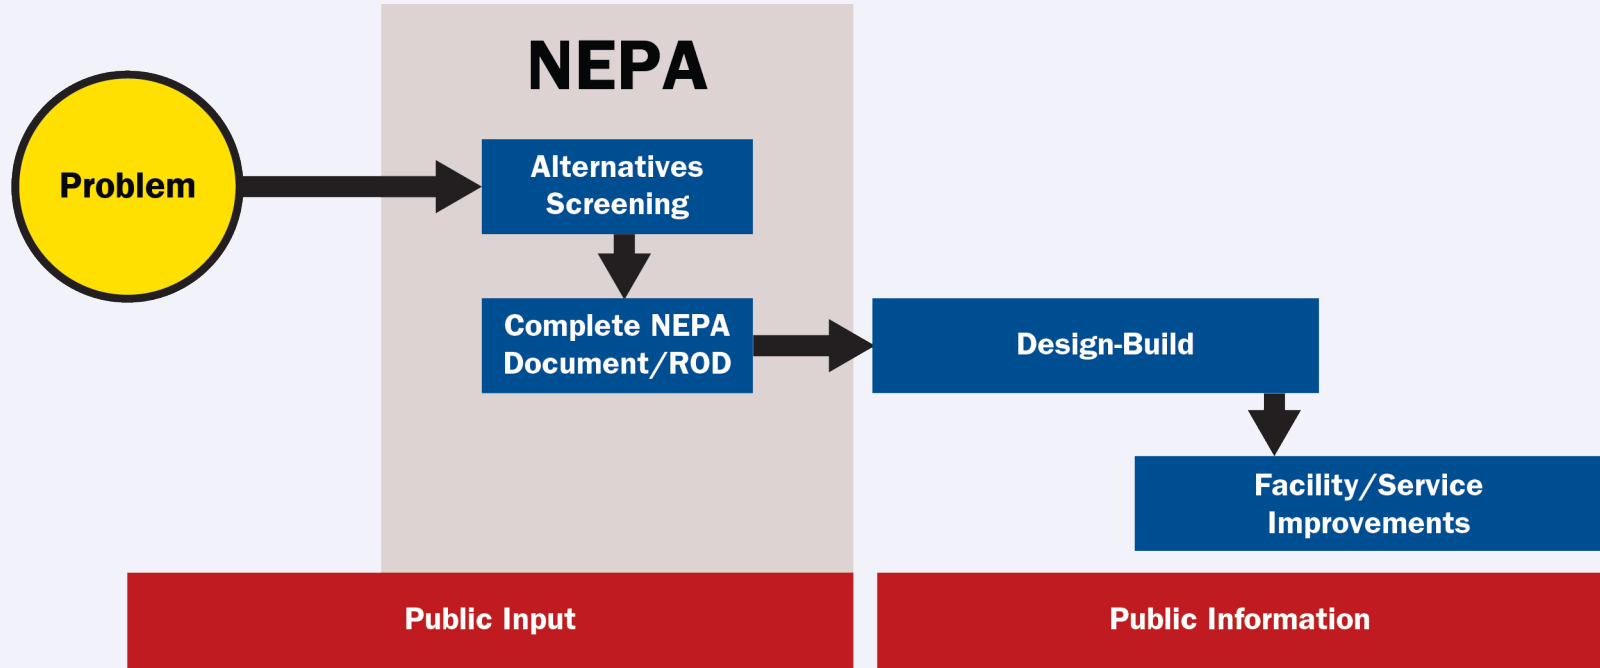 NEPA
Problem
Alternatives
Screening
Complete NEPA
Document/ROD
Design-Build
Facility/Service
Improvements
Public Input
Public Information